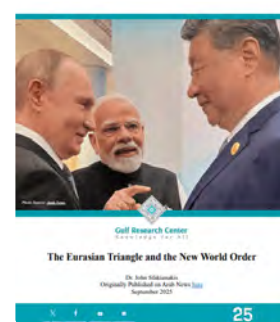 Gulf Research Center
Knowledge for All
The Eurasian Triangle and the New World Order
Dr. John Sfakianakis
Originally Published on Arab News here
September 2025
25